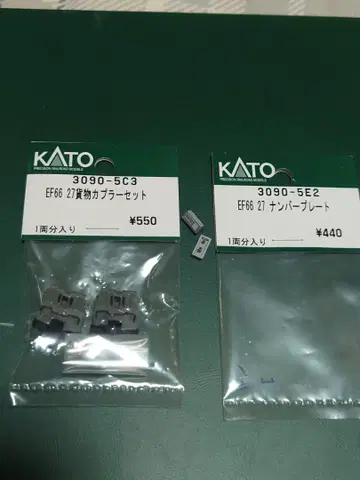 KATO
PRECISION RAILROAD MODELS
3090-5C3
EF66 27貨物カプラーセット
¥550
1両分入り
KATO
PRECISION RAILROAD MODELS
3090-5E2
EF66 27 ナンバープレート
¥440
1両分入り